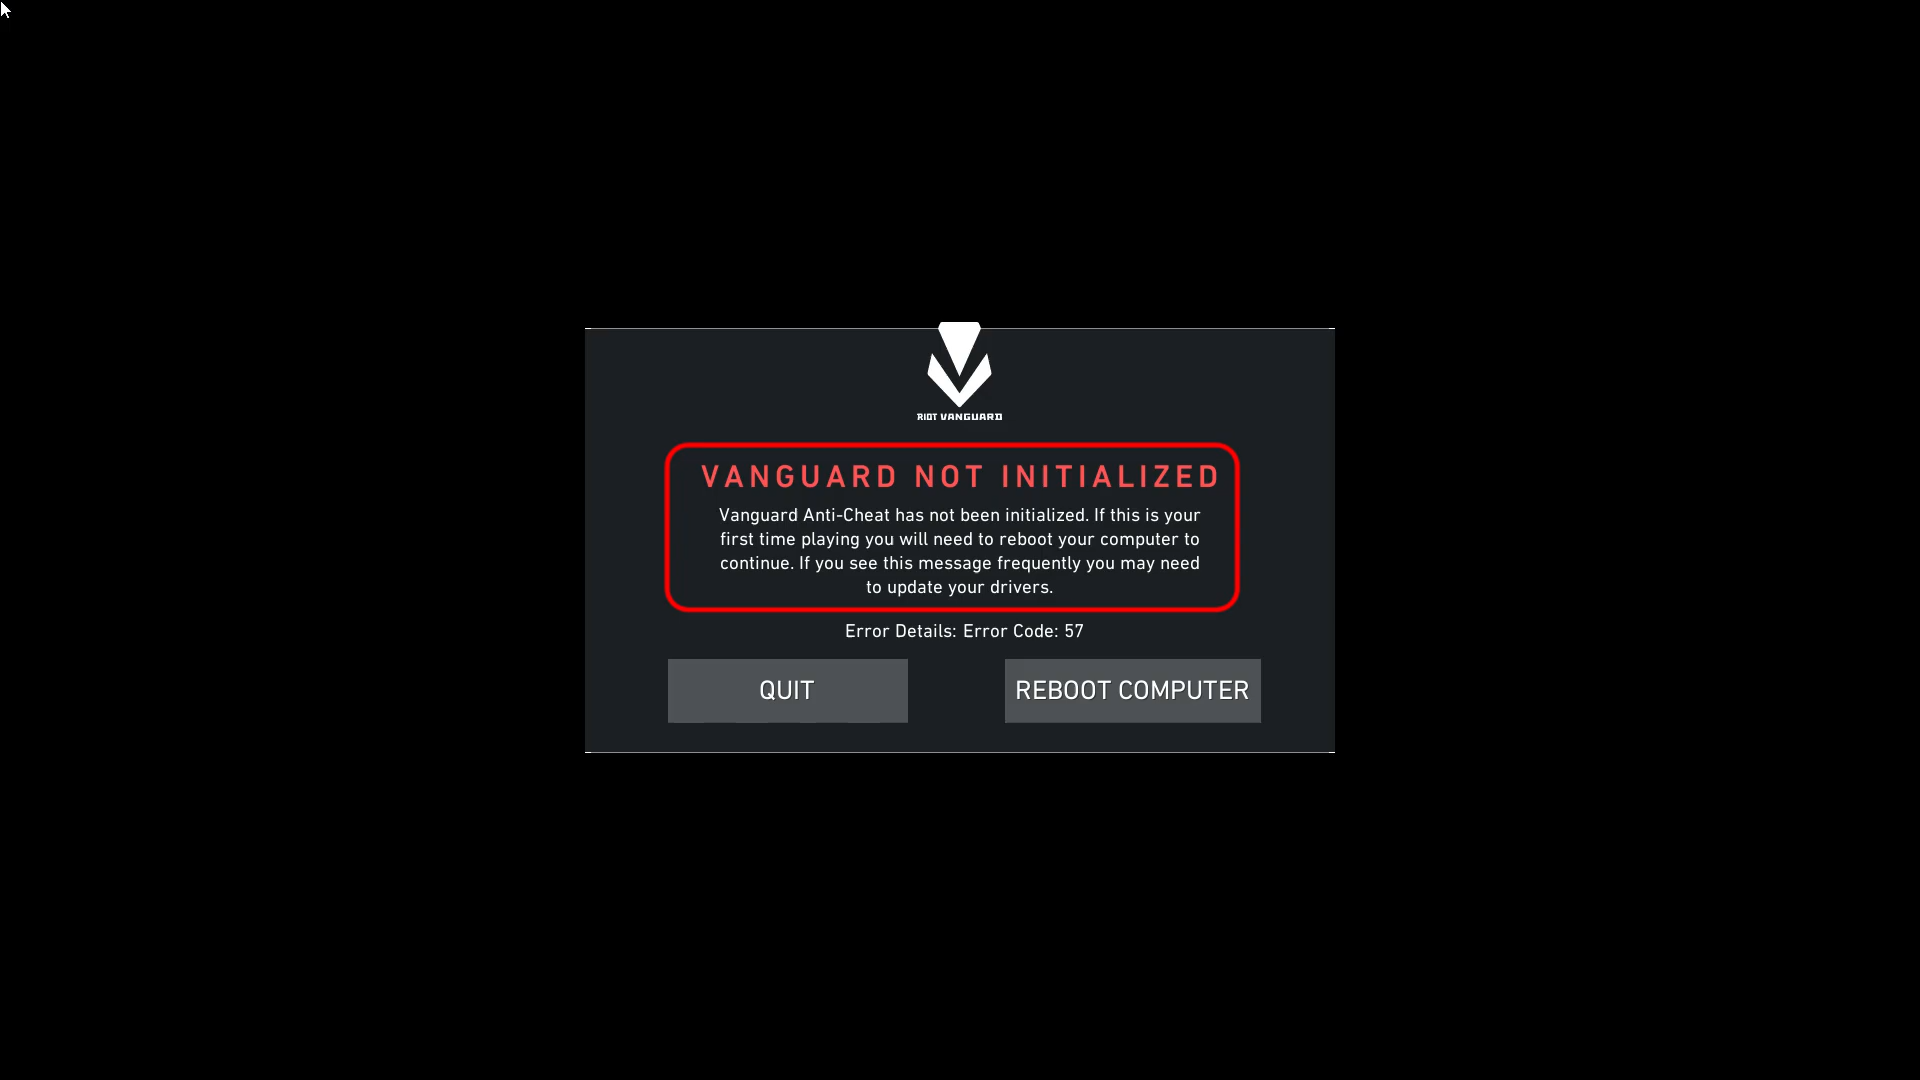 RIOT VANGUARD
VANGUARD NOT INITIALIZED
Vanguard Anti-Cheat has not been initialized. If this is your
first time playing you will need to reboot your computer to
continue. If you see this message frequently you may need
to update your drivers.
Error Details: Error Code: 57
QUIT
REBOOT COMPUTER